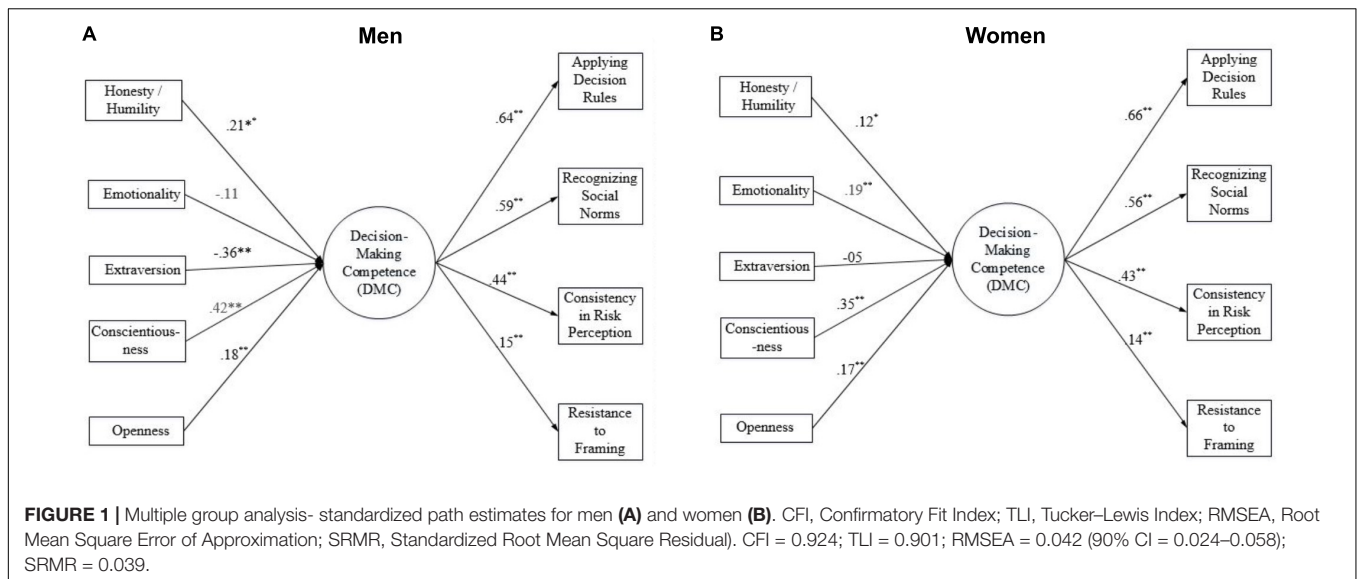 A
Men
Honesty /
Humility
Emotionality
Extraversion
Conscientious-
ness
Openness
.21**
-.11
-.36**
.42**
.18**
Decision-
Making
Competence
(DMC)
.64**
.59**
.44**
15**
Applying
Decision
Rules
Recognizing
Social
Norms
Consistency
in Risk
Perception
Resistance
to
Framing
B
Women
Honesty /
Humility
Emotionality
Extraversion
Conscientious
-ness
Openness
.12*
.19**
-05
.35**
.17**
Decision-
Making
Competence
(DMC)
.66**
.56**
.43**
14**
Applying
Decision
Rules
Recognizing
Social
Norms
Consistency
in Risk
Perception
Resistance
to
Framing
FIGURE 1 | Multiple group analysis- standardized path estimates for men (A) and women (B). CFI, Confirmatory Fit Index; TLI, Tucker–Lewis Index; RMSEA, Root
Mean Square Error of Approximation; SRMR, Standardized Root Mean Square Residual). CFI = 0.924; TLI = 0.901; RMSEA = 0.042 (90% CI = 0.024–0.058);
SRMR = 0.039.